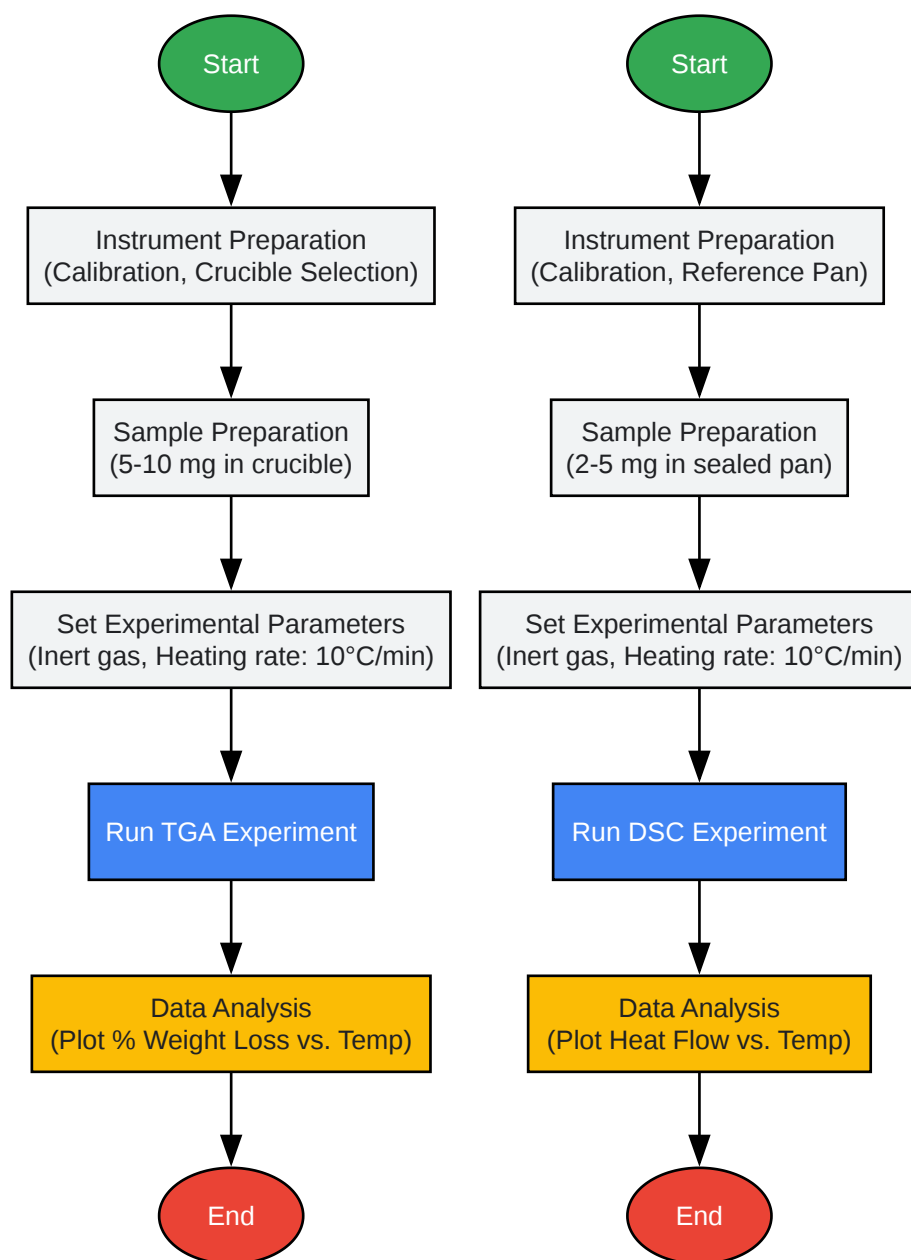 Start
Instrument Preparation
(Calibration, Crucible Selection)
Sample Preparation
(5-10 mg in crucible)
Set Experimental Parameters
(Inert gas, Heating rate: 10°C/min)
Run TGA Experiment
Data Analysis
(Plot % Weight Loss vs. Temp)
End
Start
Instrument Preparation
(Calibration, Reference Pan)
Sample Preparation
(2-5 mg in sealed pan)
Set Experimental Parameters
(Inert gas, Heating rate: 10°C/min)
Run DSC Experiment
Data Analysis
(Plot Heat Flow vs. Temp)
End